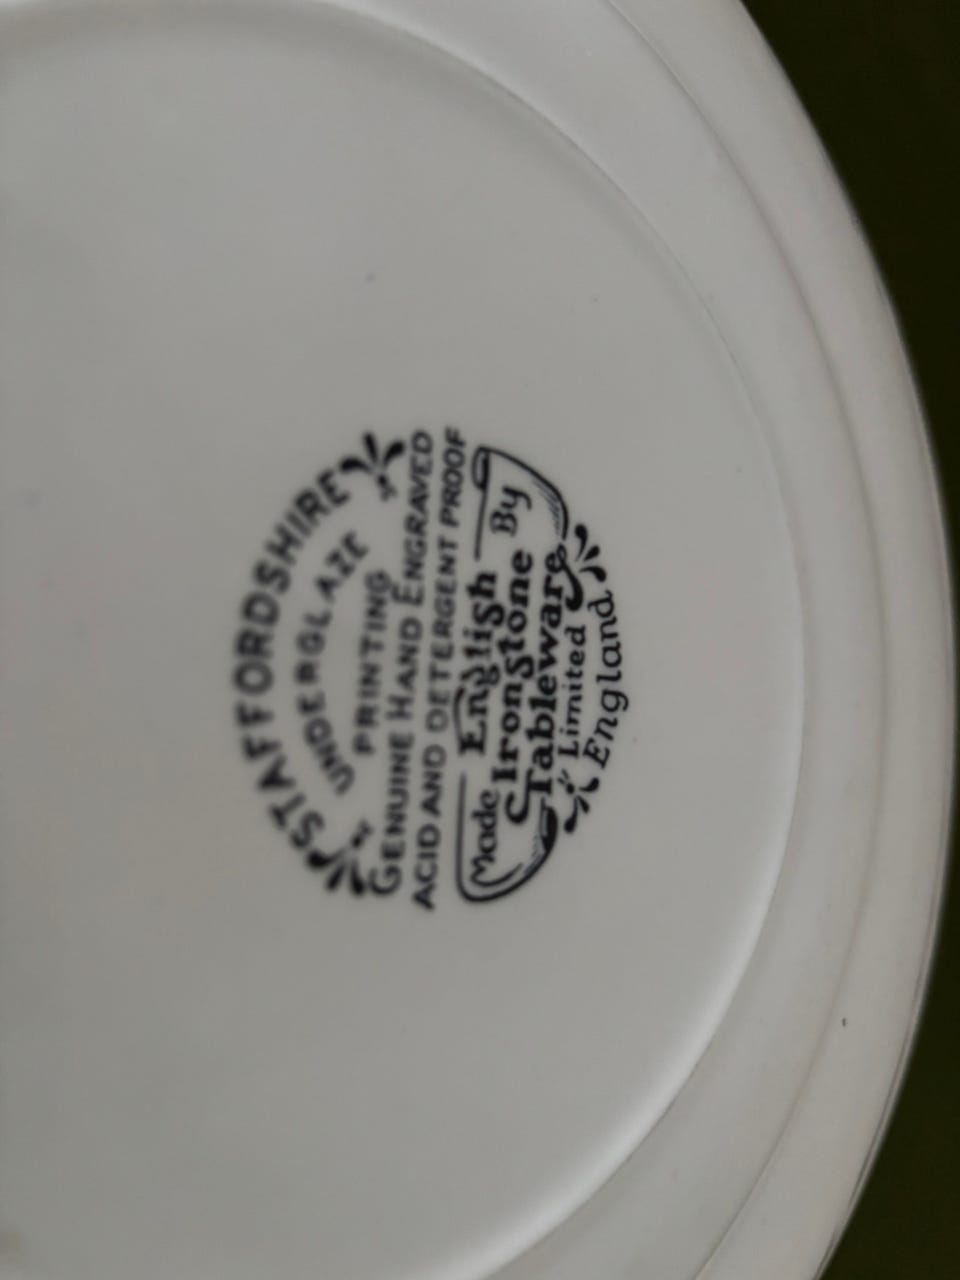 STAFFORDSHIRE
UNDERGLAZE
PRINTING
GENUINE HAND ENGRAVED
ACID AND DETERGENT PROOF
Made English By
Ironstone
Tableware
Limited
England